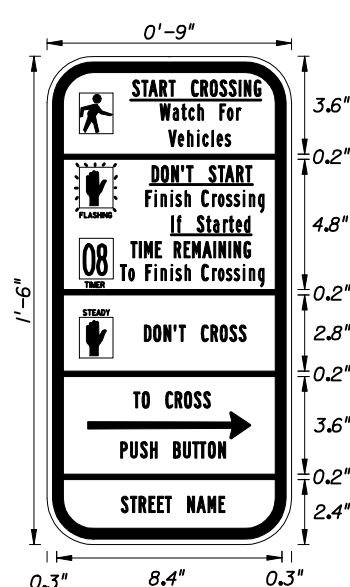 0'-9"
START CROSSING
Watch For
Vehicles
3.6"
0.2"
DON'T START
Finish Crossing
If Started
FLASHING
4.8"
08
TIMER
TIME REMAINING
To Finish Crossing
0.2"
1'-6"
STEADY
DON'T CROSS
2.8"
0.2"
TO CROSS
PUSH BUTTON
3.6"
0.2"
STREET NAME
2.4"
0.3"
8.4"
0.3"